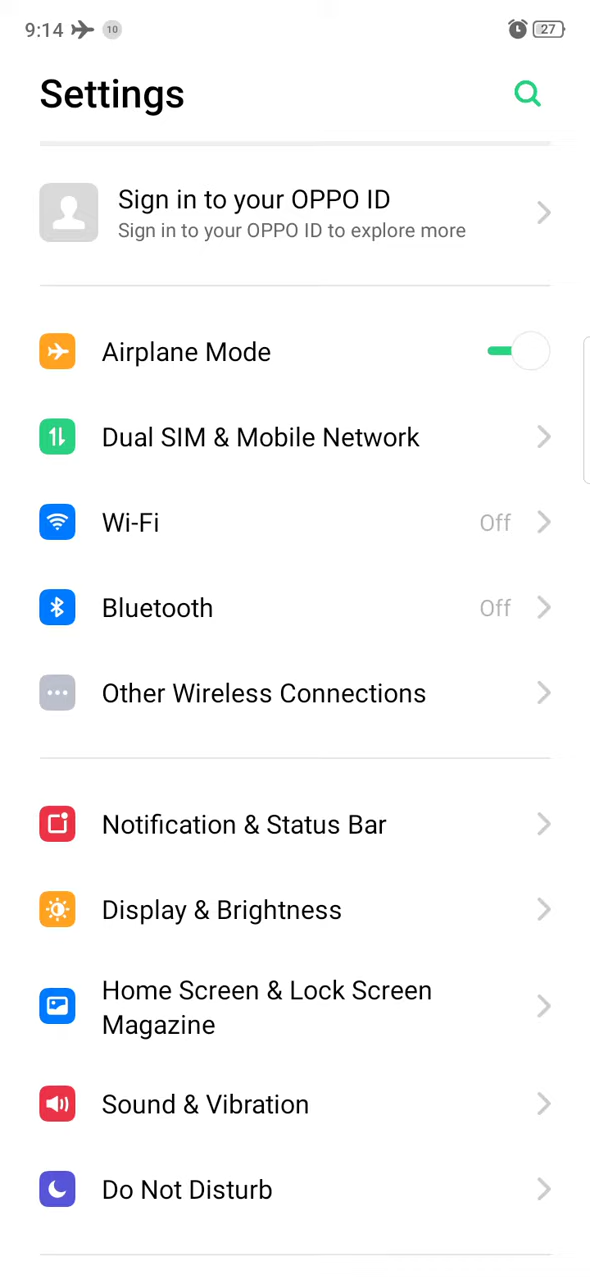 9:14 10 27
Settings
Sign in to your OPPO ID
Sign in to your OPPO ID to explore more
Airplane Mode
Dual SIM & Mobile Network
Wi-Fi Off
Bluetooth Off
Other Wireless Connections
Notification & Status Bar
Display & Brightness
Home Screen & Lock Screen
Magazine
Sound & Vibration
Do Not Disturb